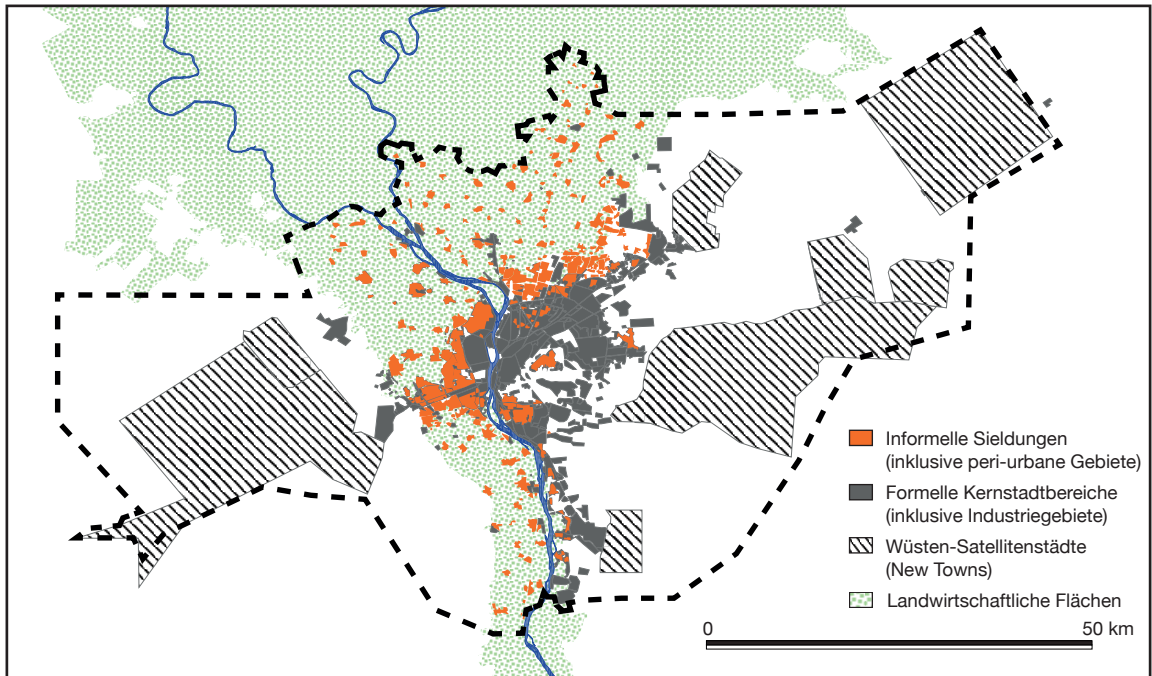 Informelle Sieldungen
(inklusive peri-urbane Gebiete)
Formelle Kernstadtbereiche
(inklusive Industriegebiete)
Wüsten-Satellitenstädte
(New Towns)
Landwirtschaftliche Flächen
0 50 km